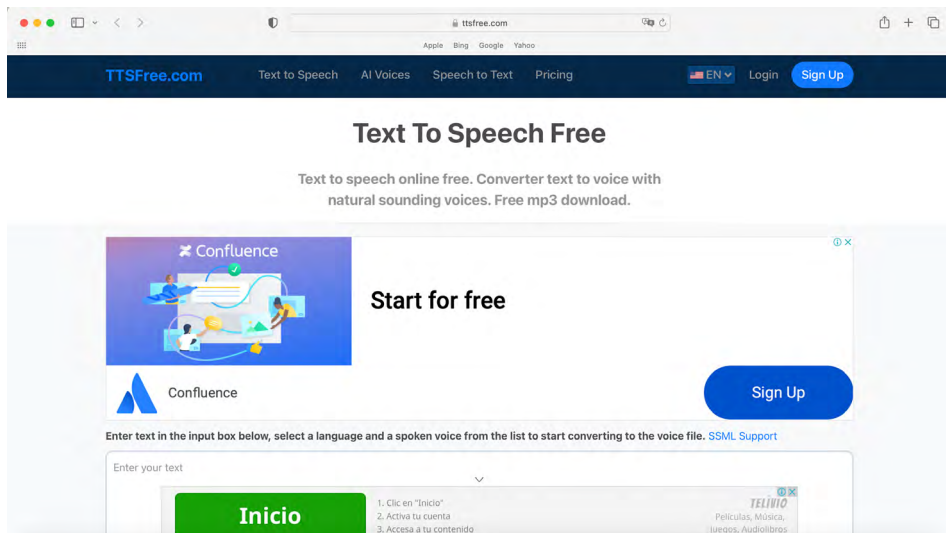 ttsfree.com
Apple Bing Google Yahoo
TTSFree.com Text to Speech AI Voices Speech to Text Pricing EN Login Sign Up
Text To Speech Free
Text to speech online free. Converter text to voice with
natural sounding voices. Free mp3 download.
Confluence
Start for free
Confluence
Sign Up
Enter text in the input box below, select a language and a spoken voice from the list to start converting to the voice file. SSML Support
Enter your text
Inicio
1. Clic en "Inicio"
2. Activa tu cuenta
3. Accesa a tu contenido
TELIVIO
Películas, Música,
Juegos, Audiolibros